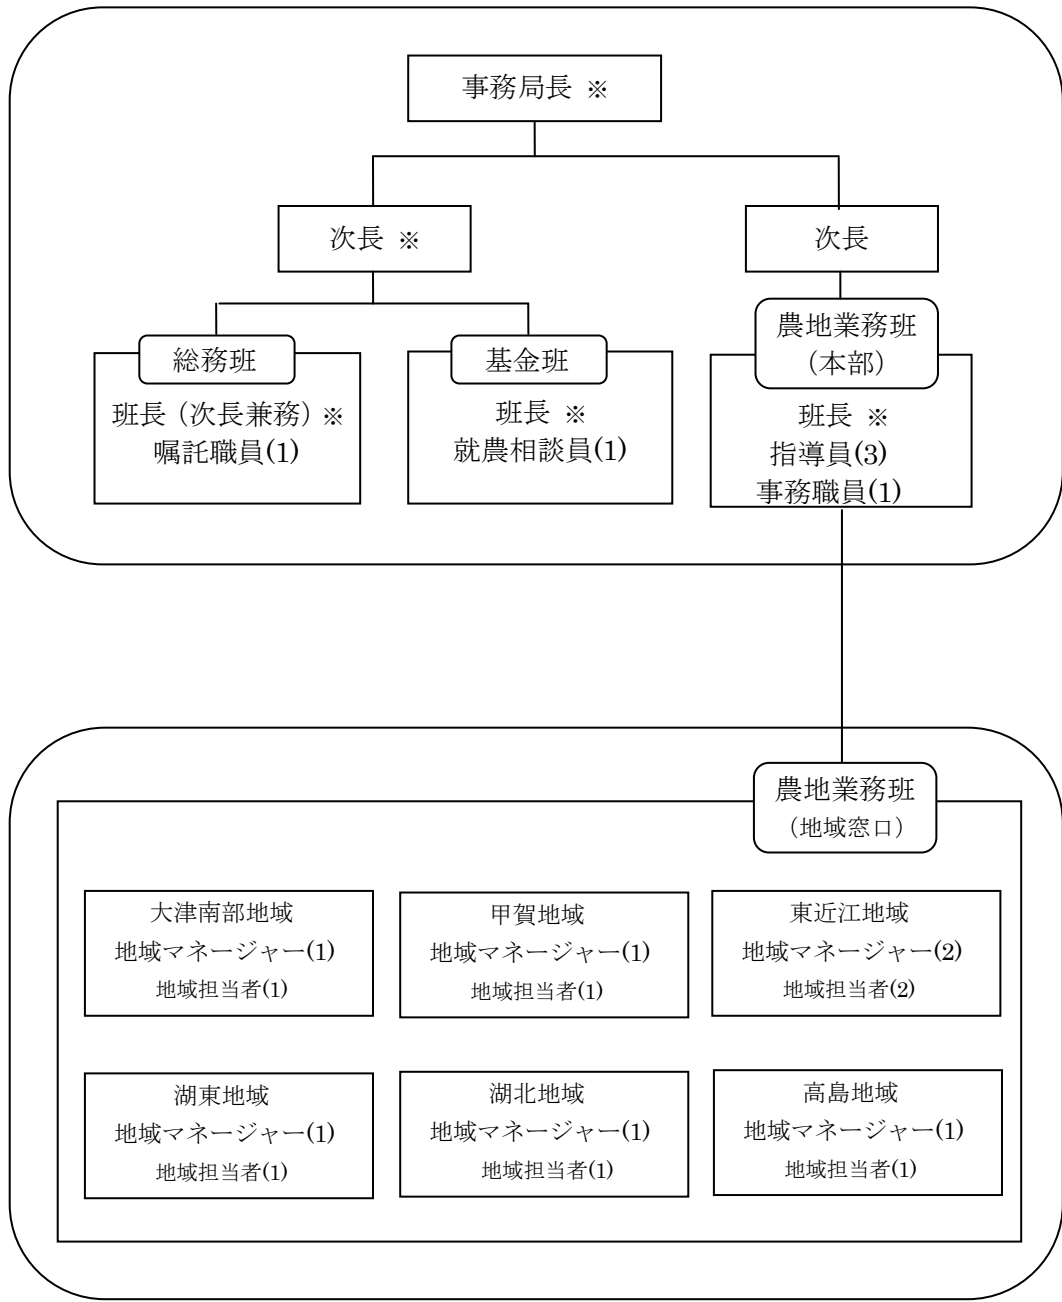 事務局長 ※
次長 ※
次長
総務班
班長（次長兼務）※
嘱託職員(1)
基金班
班長 ※
就農相談員(1)
農地業務班
（本部）
班長 ※
指導員(3)
事務職員(1)
農地業務班
（地域窓口）
大津南部地域
地域マネージャー(1)
地域担当者(1)
甲賀地域
地域マネージャー(1)
地域担当者(1)
東近江地域
地域マネージャー(2)
地域担当者(2)
湖東地域
地域マネージャー(1)
地域担当者(1)
湖北地域
地域マネージャー(1)
地域担当者(1)
高島地域
地域マネージャー(1)
地域担当者(1)